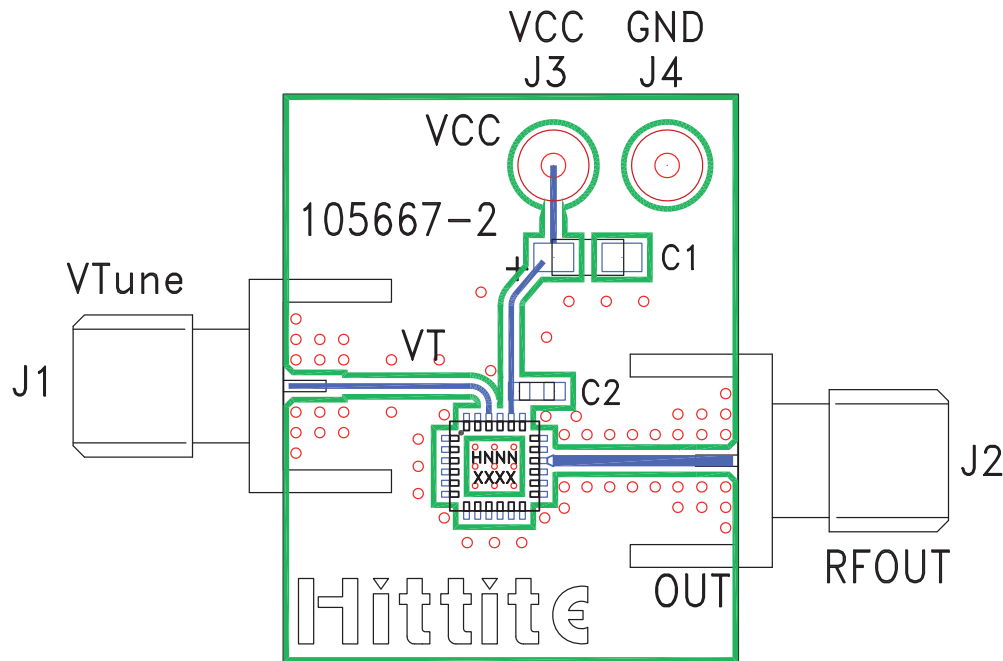 VCC GND
J3 J4
VCC
105667-2
C1
VTune
VT
J1
C2
HNNN
XXXX
J2
RFOUT
OUT
Hittite